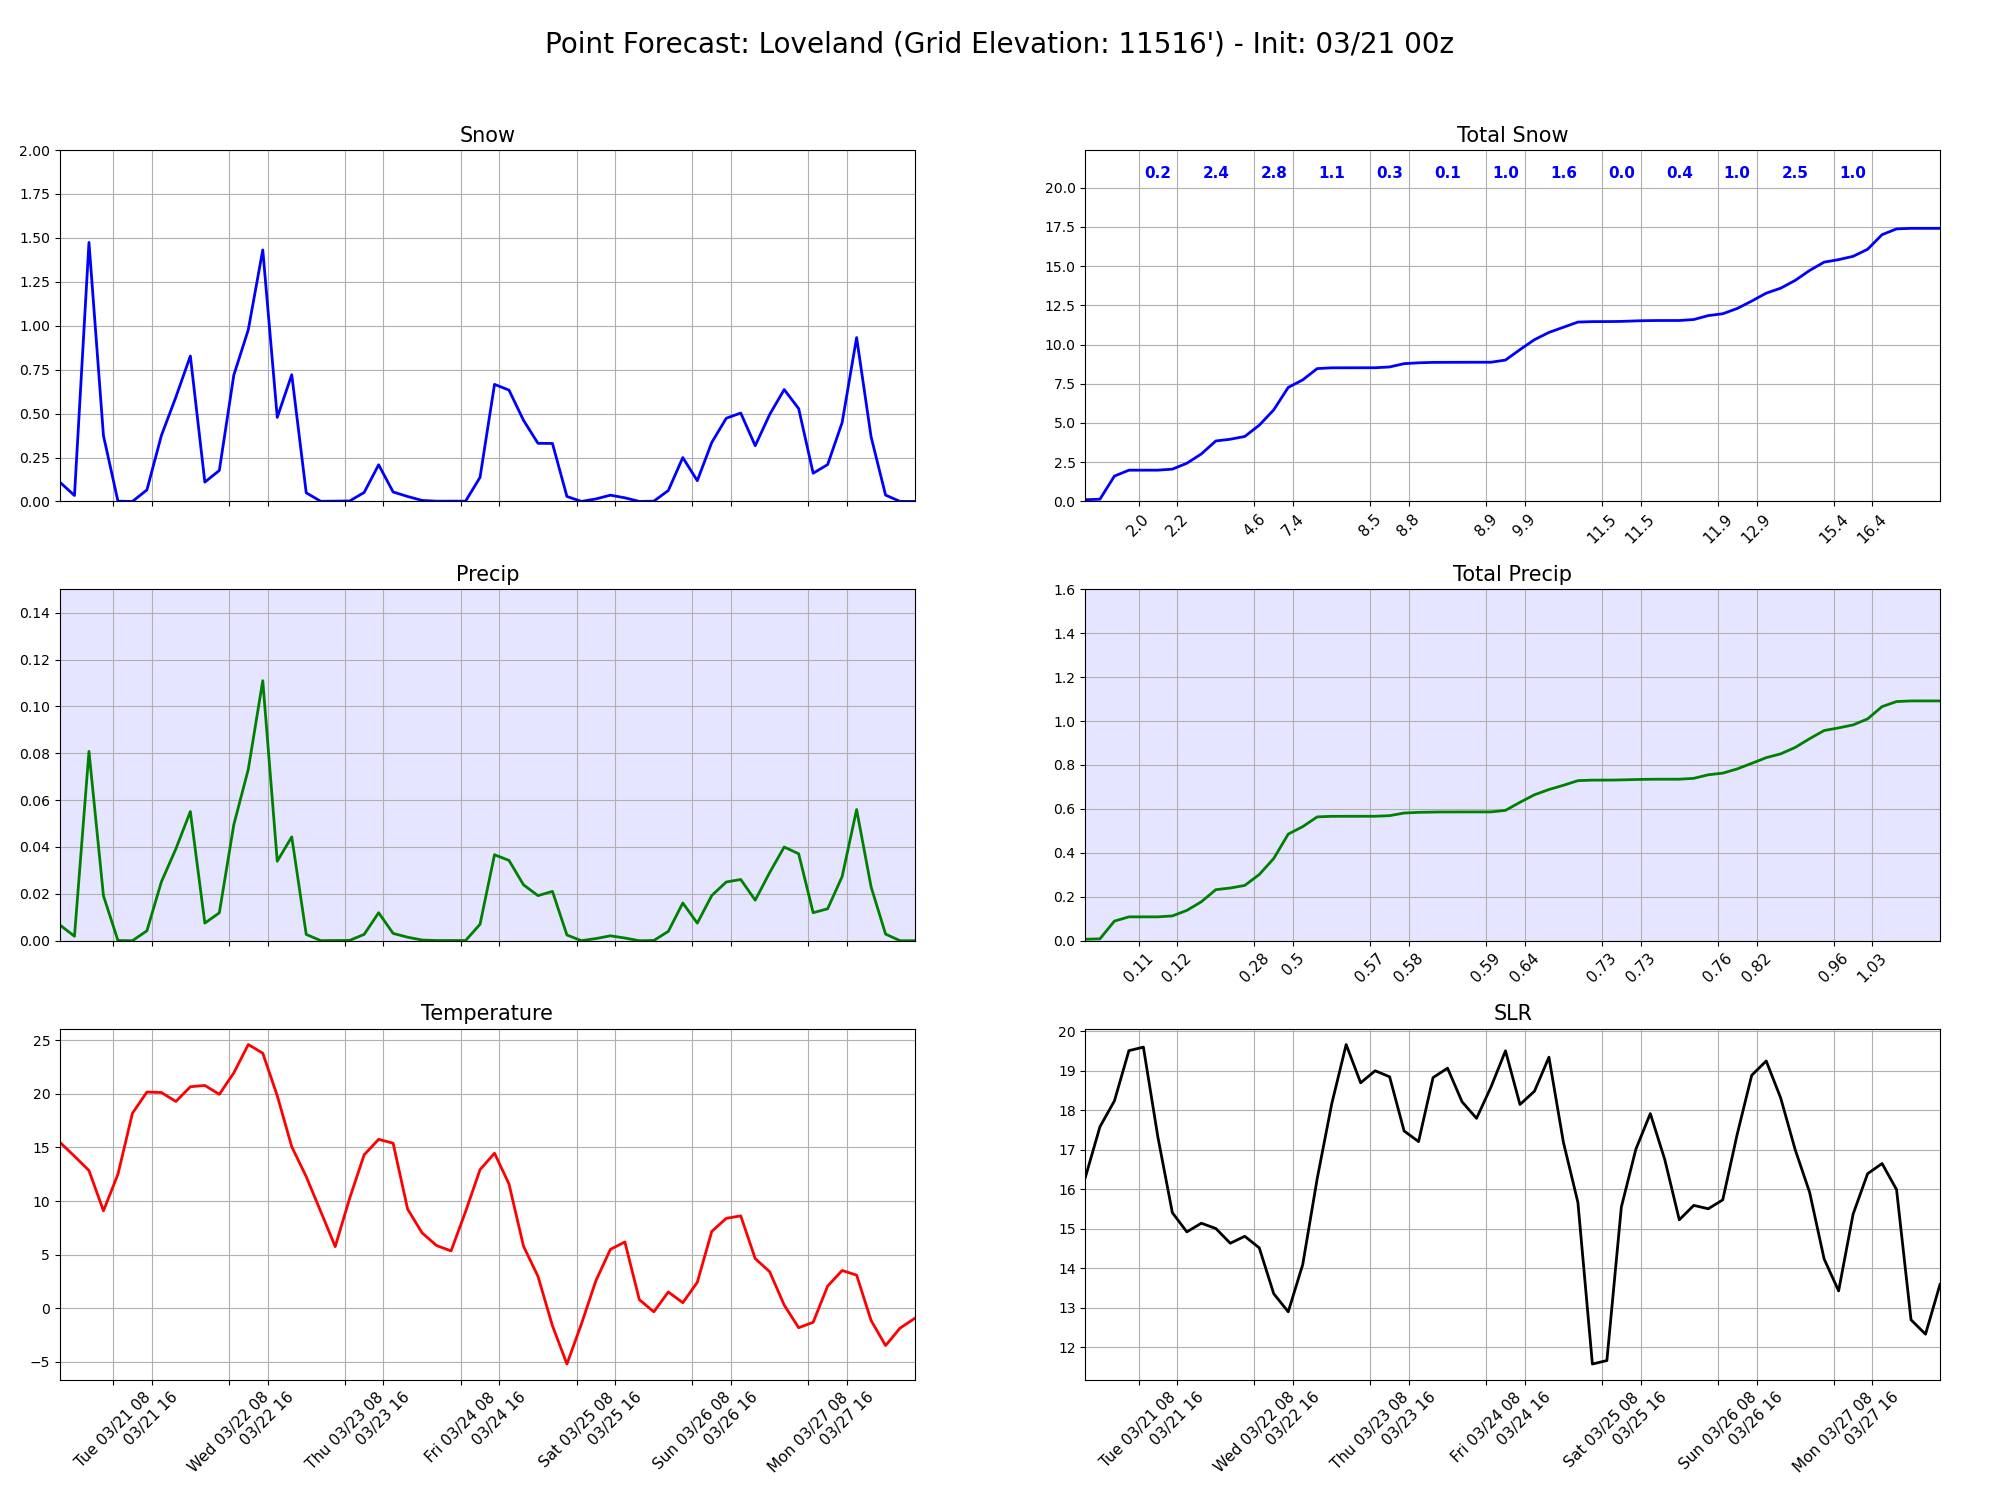 Point Forecast: Loveland (Grid Elevation: 11516') - Init: 03/21 00z
Snow
2.00
1.75
1.50
1.25
1.00
0.75
0.50
0.25
0.00
Total Snow
0.2 2.4 2.8 1.1 0.3 0.1 1.0 1.6 0.0 0.4 1.0 2.5 1.0
20.0
17.5
15.0
12.5
10.0
7.5
5.0
2.5
0.0
2.0 2.2 4.6 7.4 8.5 8.8 8.9 9.9 11.5 11.5 11.9 12.9 15.4 16.4
Precip
0.14
0.12
0.10
0.08
0.06
0.04
0.02
0.00
Total Precip
1.6
1.4
1.2
1.0
0.8
0.6
0.4
0.2
0.0
0.11 0.12 0.28 0.5 0.57 0.58 0.59 0.64 0.73 0.73 0.76 0.82 0.96 1.03
Temperature
25
20
15
10
5
0
−5
Tue 03/21 08
03/21 16
Wed 03/22 08
03/22 16
Thu 03/23 08
03/23 16
Fri 03/24 08
03/24 16
Sat 03/25 08
03/25 16
Sun 03/26 08
03/26 16
Mon 03/27 08
03/27 16
SLR
20
19
18
17
16
15
14
13
12
Tue 03/21 08
03/21 16
Wed 03/22 08
03/22 16
Thu 03/23 08
03/23 16
Fri 03/24 08
03/24 16
Sat 03/25 08
03/25 16
Sun 03/26 08
03/26 16
Mon 03/27 08
03/27 16